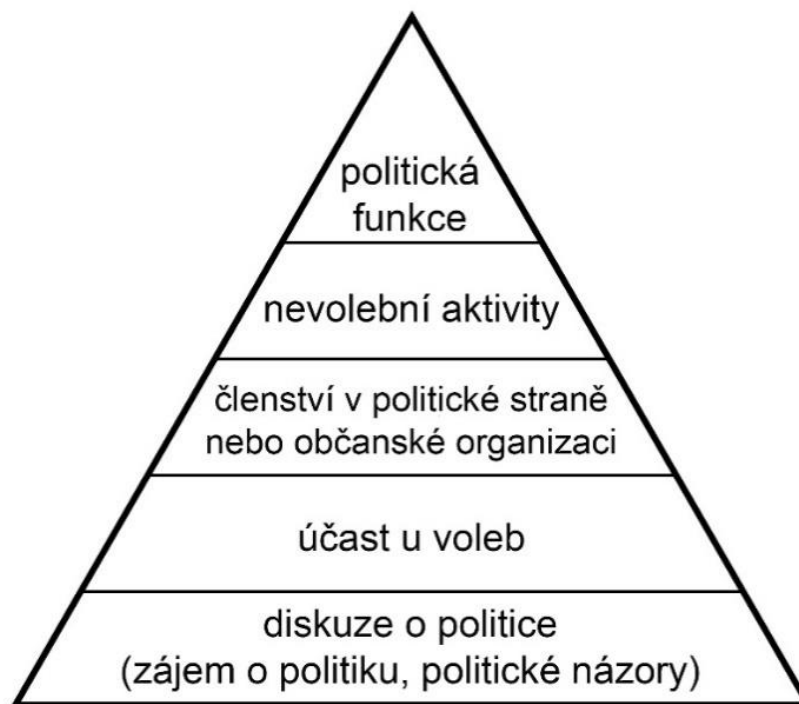 politická
funkce
nevolební aktivity
členství v politické straně
nebo občanské organizaci
účast u voleb
diskuze o politice
(zájem o politiku, politické názory)